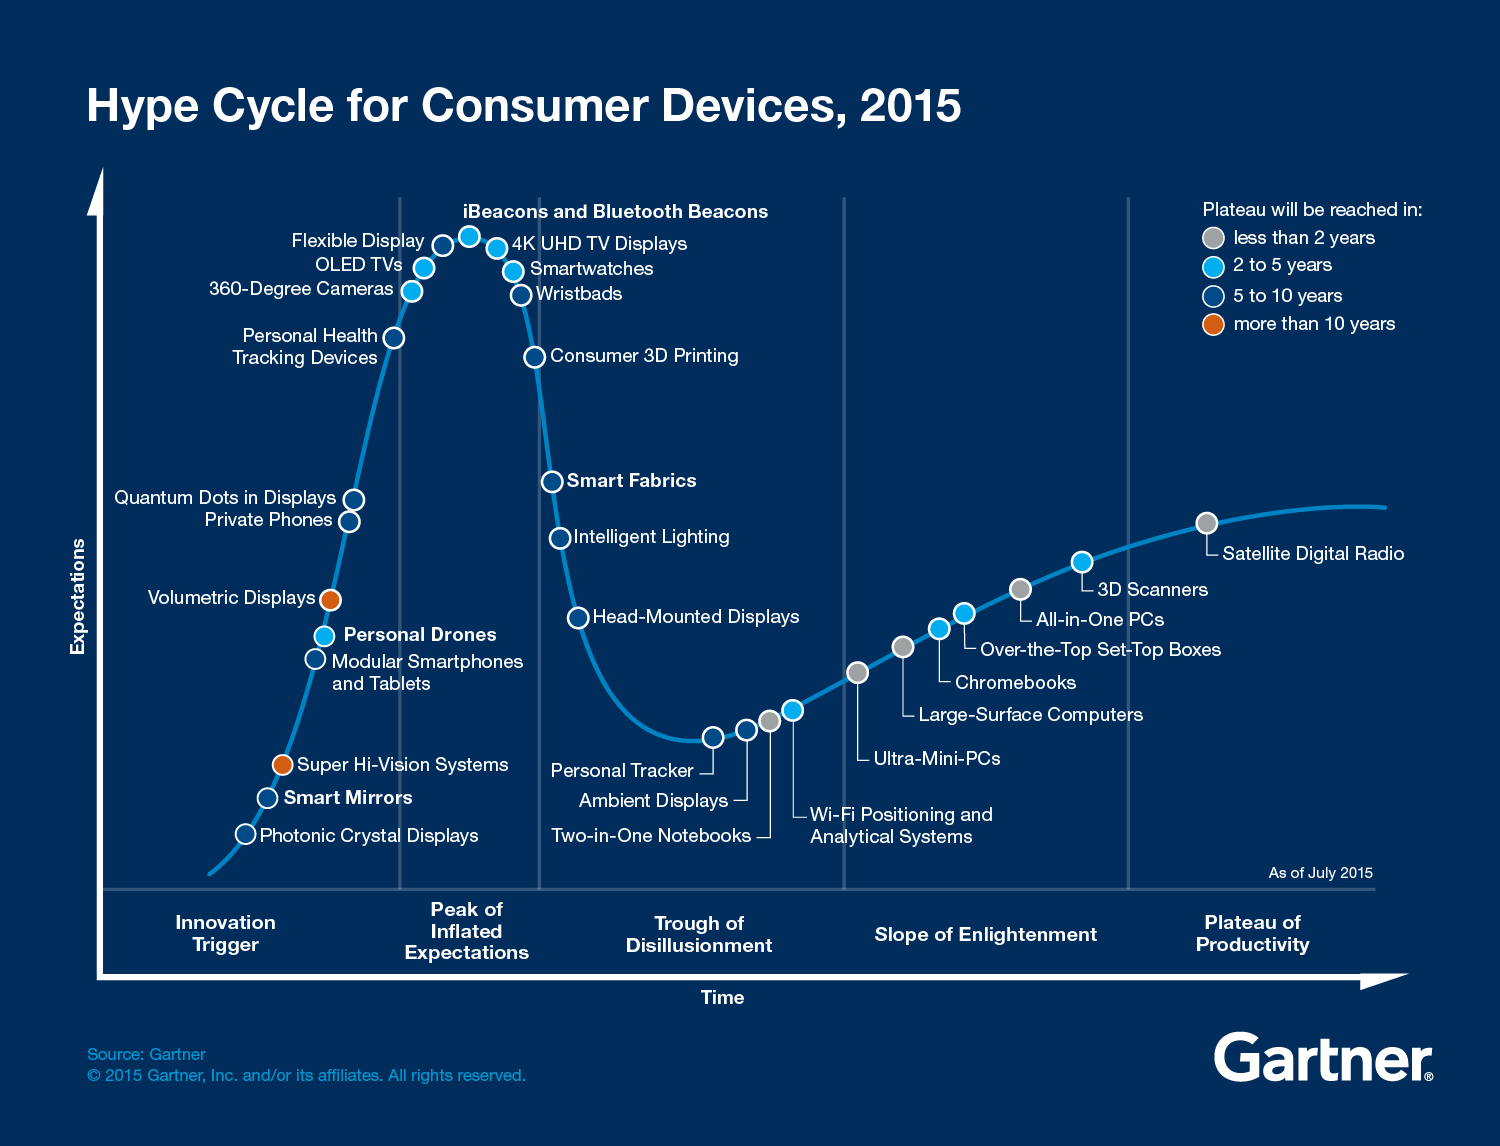 Hype Cycle for Consumer Devices, 2015
iBeacons and Bluetooth Beacons
Flexible Display
4K UHD TV Displays
OLED TVs
Smartwatches
360-Degree Cameras
Wristbads
Personal Health
Tracking Devices
Consumer 3D Printing
Plateau will be reached in:
less than 2 years
2 to 5 years
5 to 10 years
more than 10 years
Quantum Dots in Displays
Private Phones
Smart Fabrics
Intelligent Lighting
Volumetric Displays
Head-Mounted Displays
Personal Drones
Modular Smartphones
and Tablets
Super Hi-Vision Systems
Smart Mirrors
Photonic Crystal Displays
Personal Tracker
Ambient Displays
Two-in-One Notebooks
Wi-Fi Positioning and
Analytical Systems
Ultra-Mini-PCs
Large-Surface Computers
Chromebooks
Over-the-Top Set-Top Boxes
All-in-One PCs
3D Scanners
Satellite Digital Radio
As of July 2015
Expectations
Innovation
Trigger
Peak of
Inflated
Expectations
Trough of
Disillusionment
Slope of Enlightenment
Plateau of
Productivity
Time
Source: Gartner
© 2015 Gartner, Inc. and/or its affiliates. All rights reserved.
Gartner®